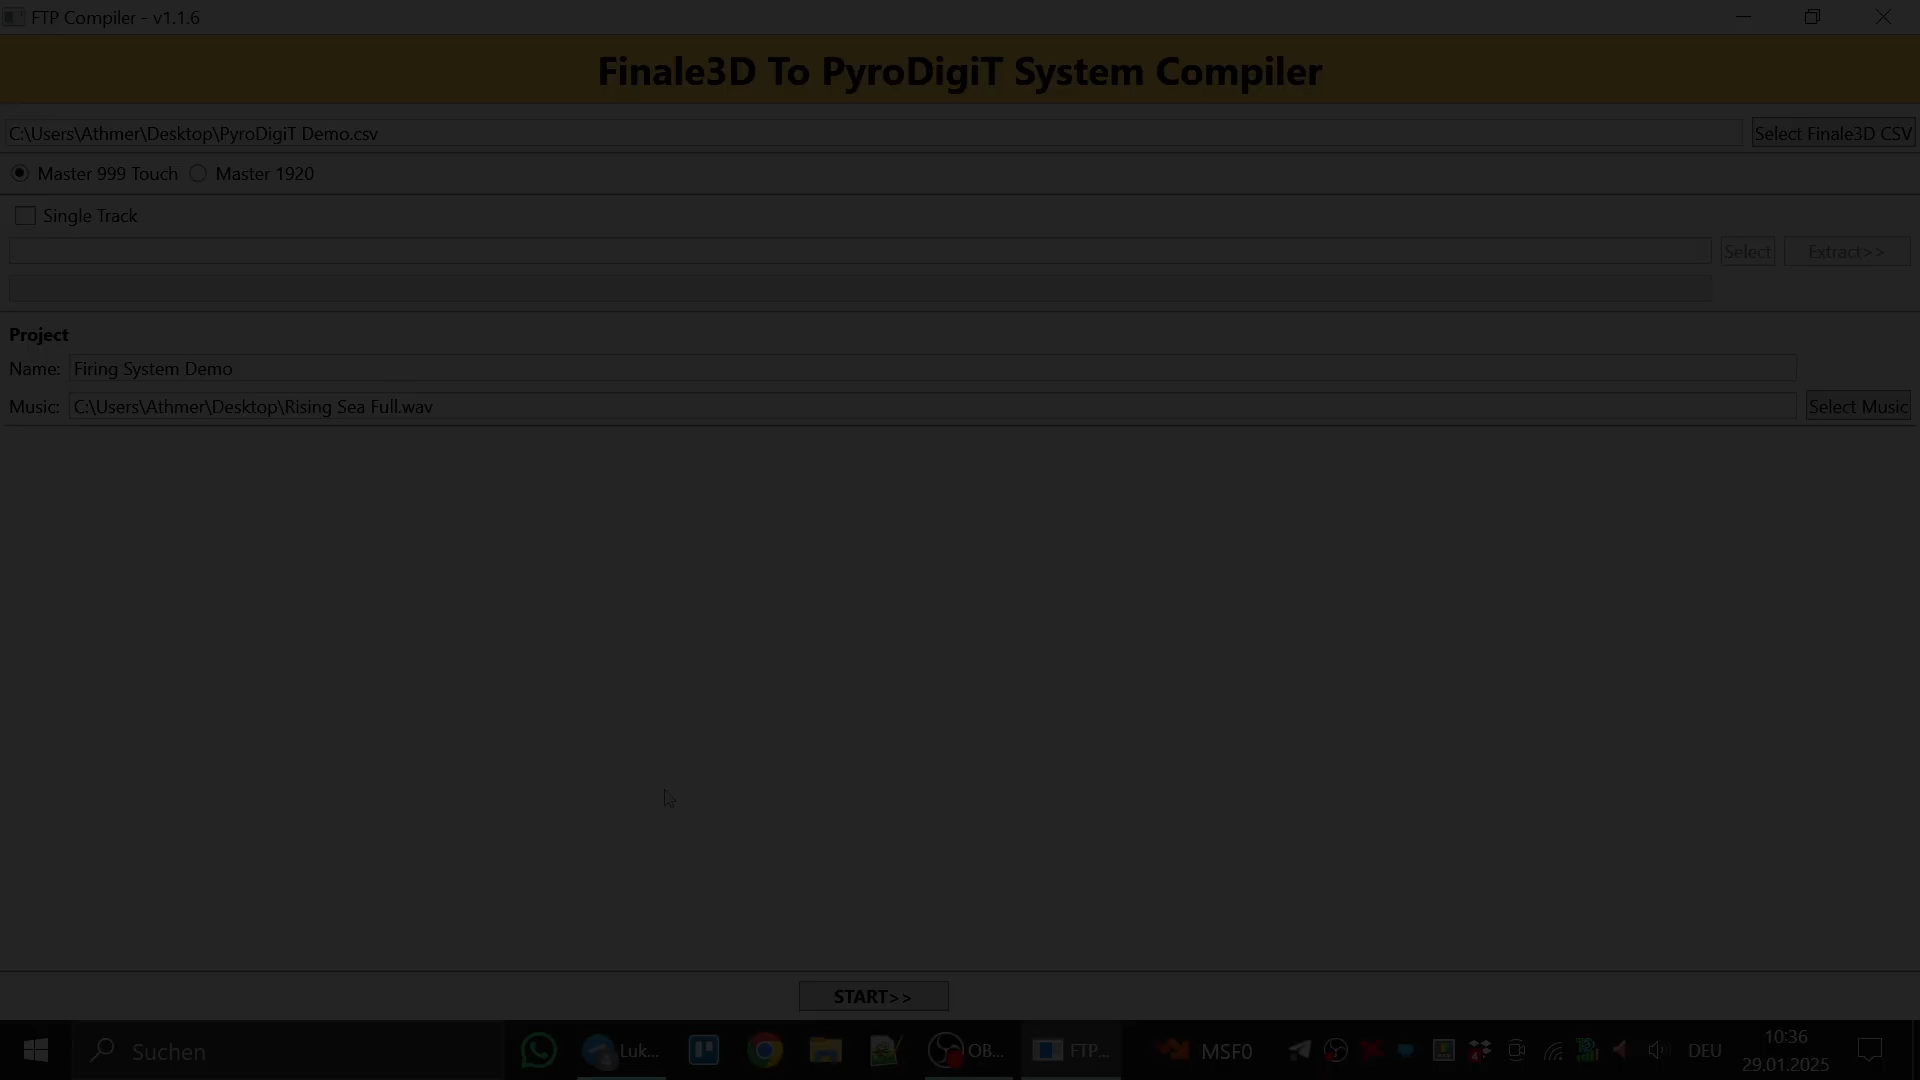 FTP Compiler - v1.1.6
Finale3D To PyroDigiT System Compiler
C:\Users\Athmer\Desktop\PyroDigiT Demo.csv Select Finale3D CSV
Master 999 Touch Master 1920
Single Track
Select Extract>>
Project
Name: Firing System Demo
Music: C:\Users\Athmer\Desktop\Rising Sea Full.wav Select Music
START>>
Suchen Luk... OB... FTP... MSF0 DEU 10:36
29.01.2025